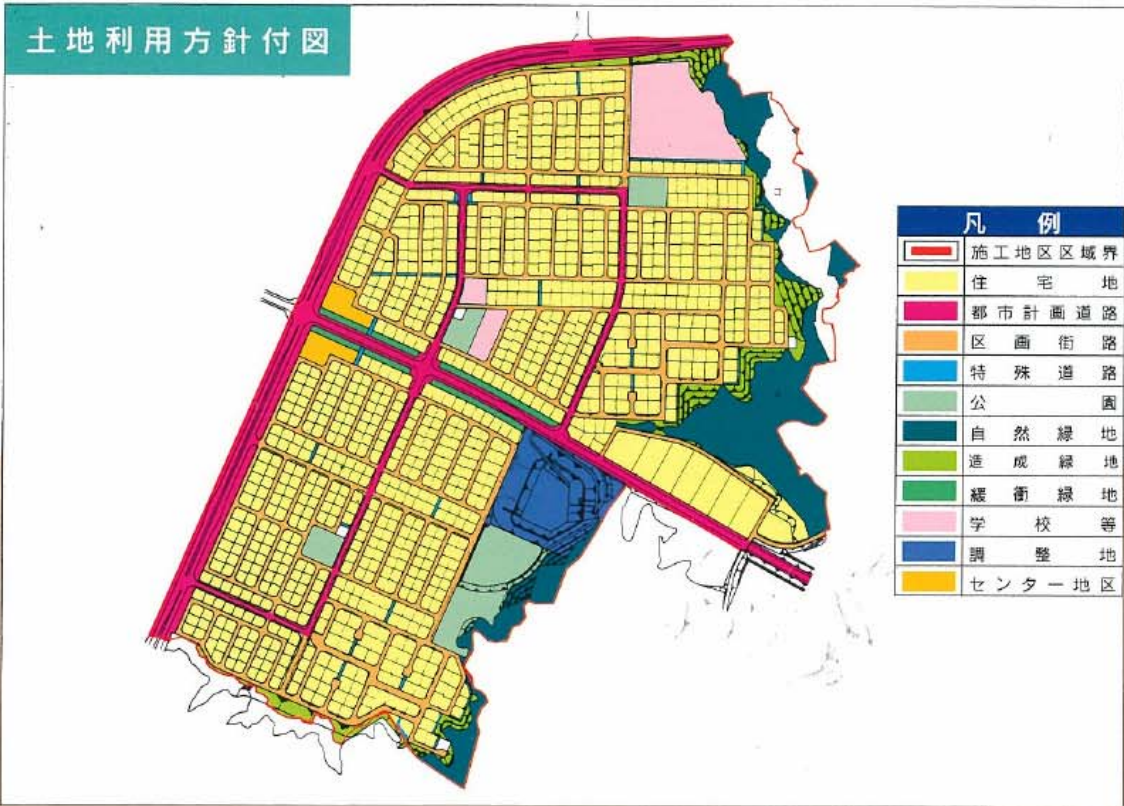 土地利用方針付図
凡例
施工地区区域界
住宅地
都市計画道路
区画街路
特殊道路
公園
自然緑地
造成緑地
緩衝緑地
学校等
調整地
センター地区